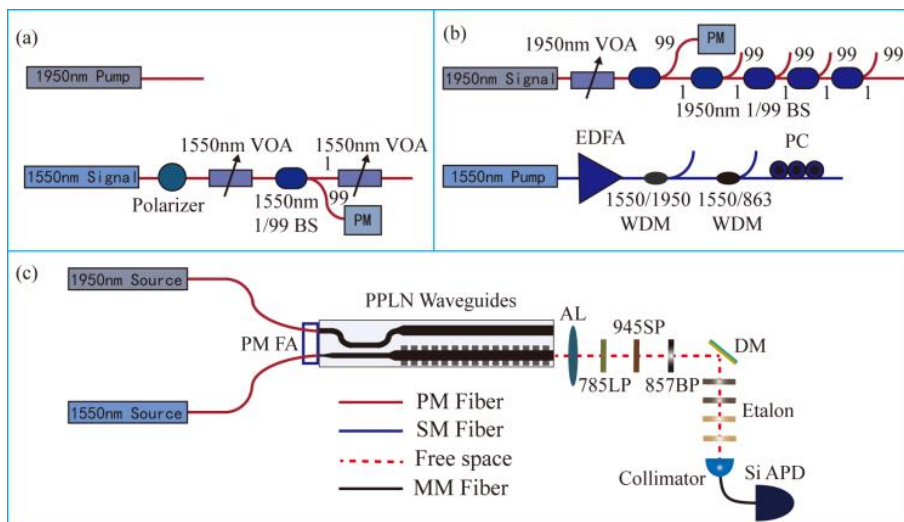 (a)
1950nm Pump
1550nm VOA
1550nm VOA
1550nm Signal
1
Polarizer
1550nm
1/99 BS
99
PM
(b)
1950nm VOA
99
PM
99
99
99
99
1950nm Signal
1
1
1
1
1950nm 1/99 BS
EDFA
PC
1550nm Pump
1550/1950
WDM
1550/863
WDM
(c)
1950nm Source
PPLN Waveguides
AL
945SP
DM
PM FA
785LP
857BP
1550nm Source
PM Fiber
SM Fiber
Free space
MM Fiber
Etalon
Collimator
Si APD